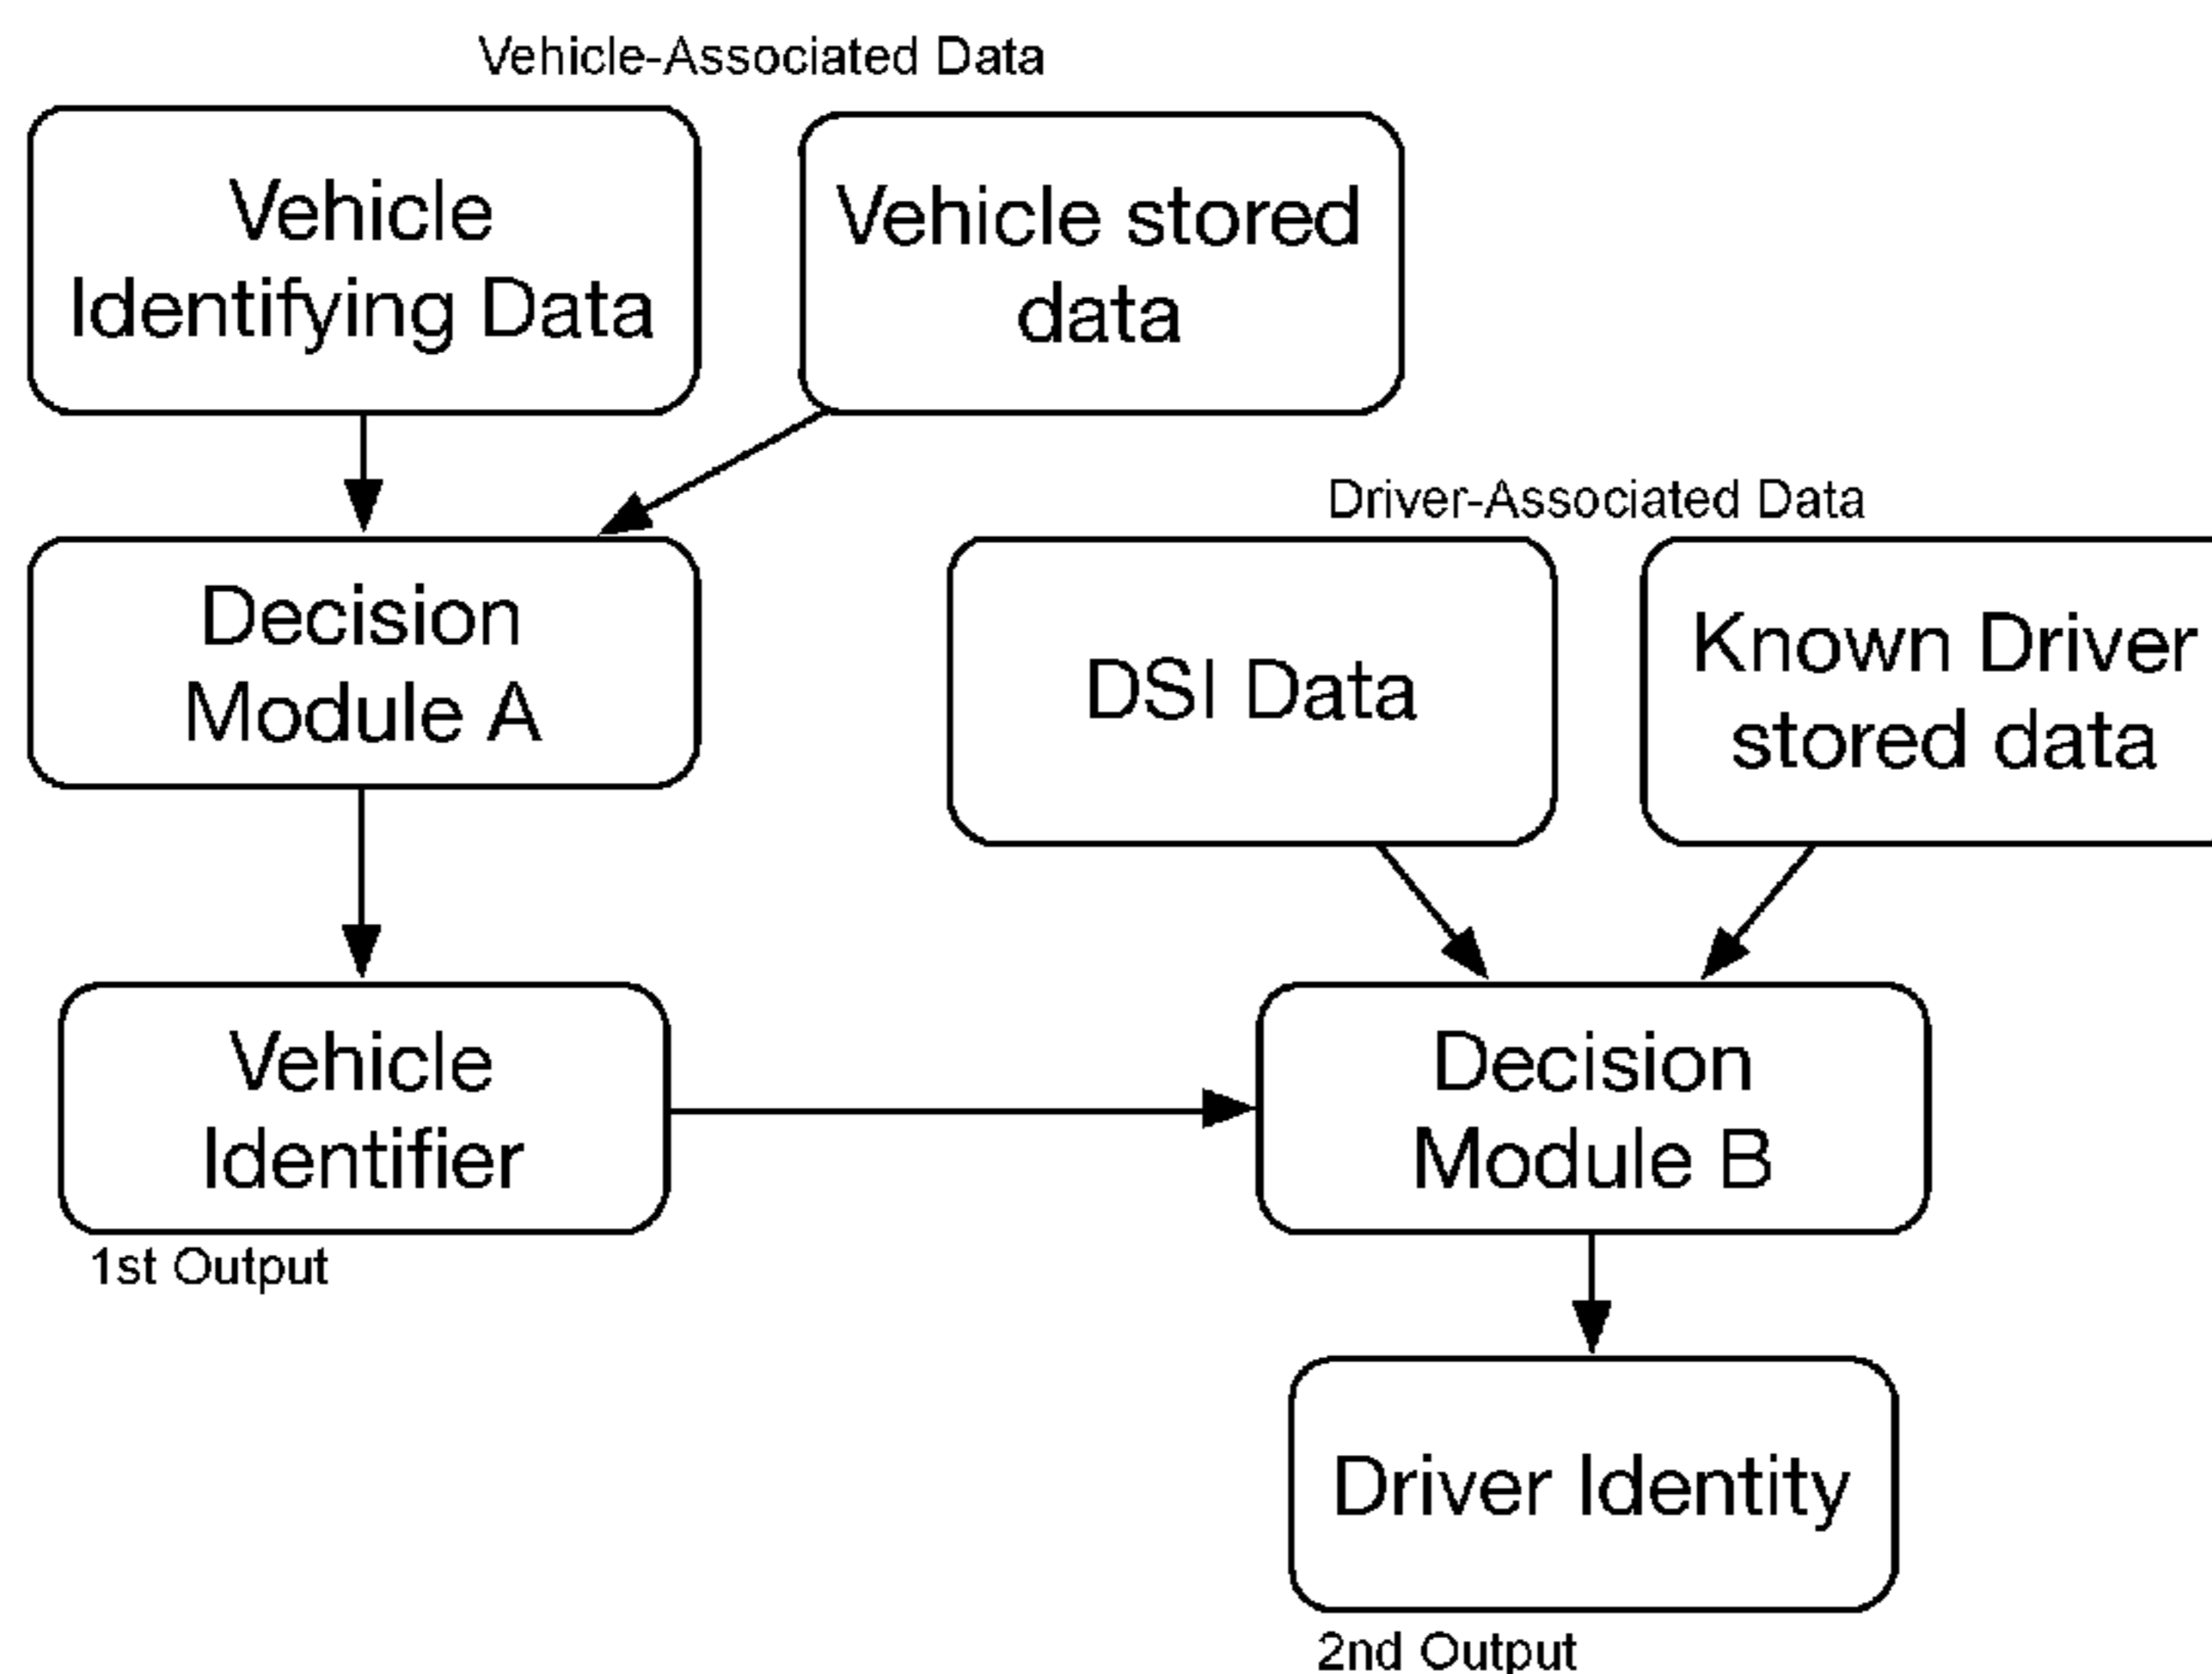 Vehicle-Associated Data
Vehicle
Identifying Data
Vehicle stored
data
Decision
Module A
Driver-Associated Data
DSI Data
Known Driver
stored data
Vehicle
Identifier
1st Output
Decision
Module B
Driver Identity
2nd Output